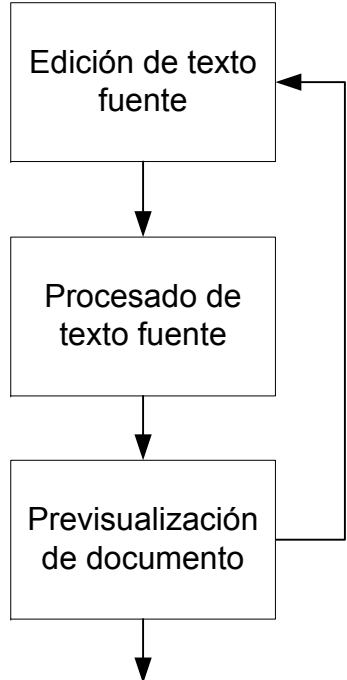 Edición de texto
fuente
Procesado de
texto fuente
Previsualización
de documento